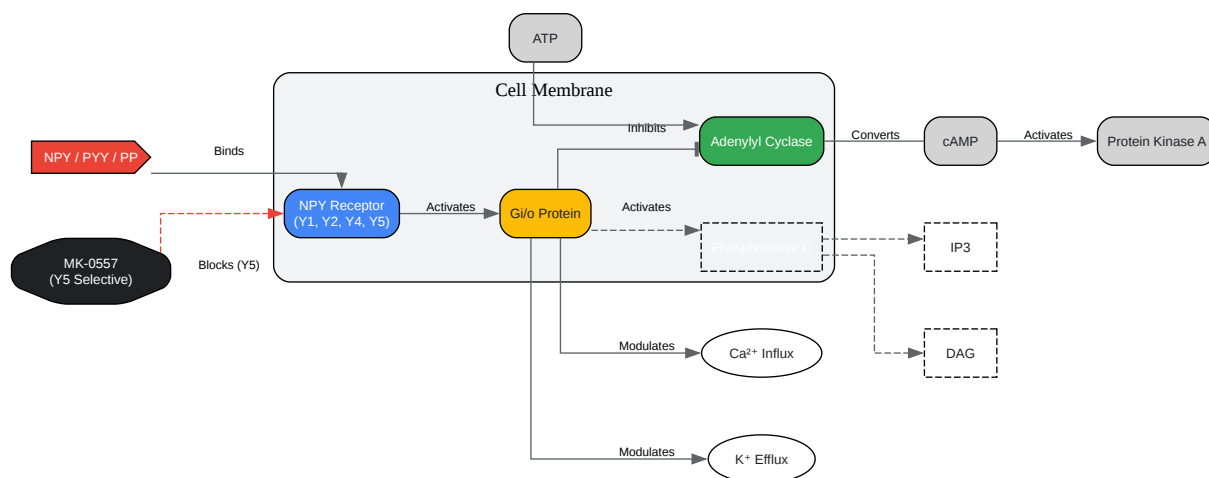 ATP
Cell Membrane
Inhibits
Adenylyl Cyclase
Converts
cAMP
Activates
Protein Kinase A
NPY / PYY / PP
Binds
NPY Receptor
(Y1, Y2, Y4, Y5)
Activates
Gi/o Protein
Activates
Phospholipase C
IP3
MK-0557
(Y5 Selective)
Blocks (Y5)
Modulates
Ca²⁺ Influx
DAG
Modulates
K⁺ Efflux